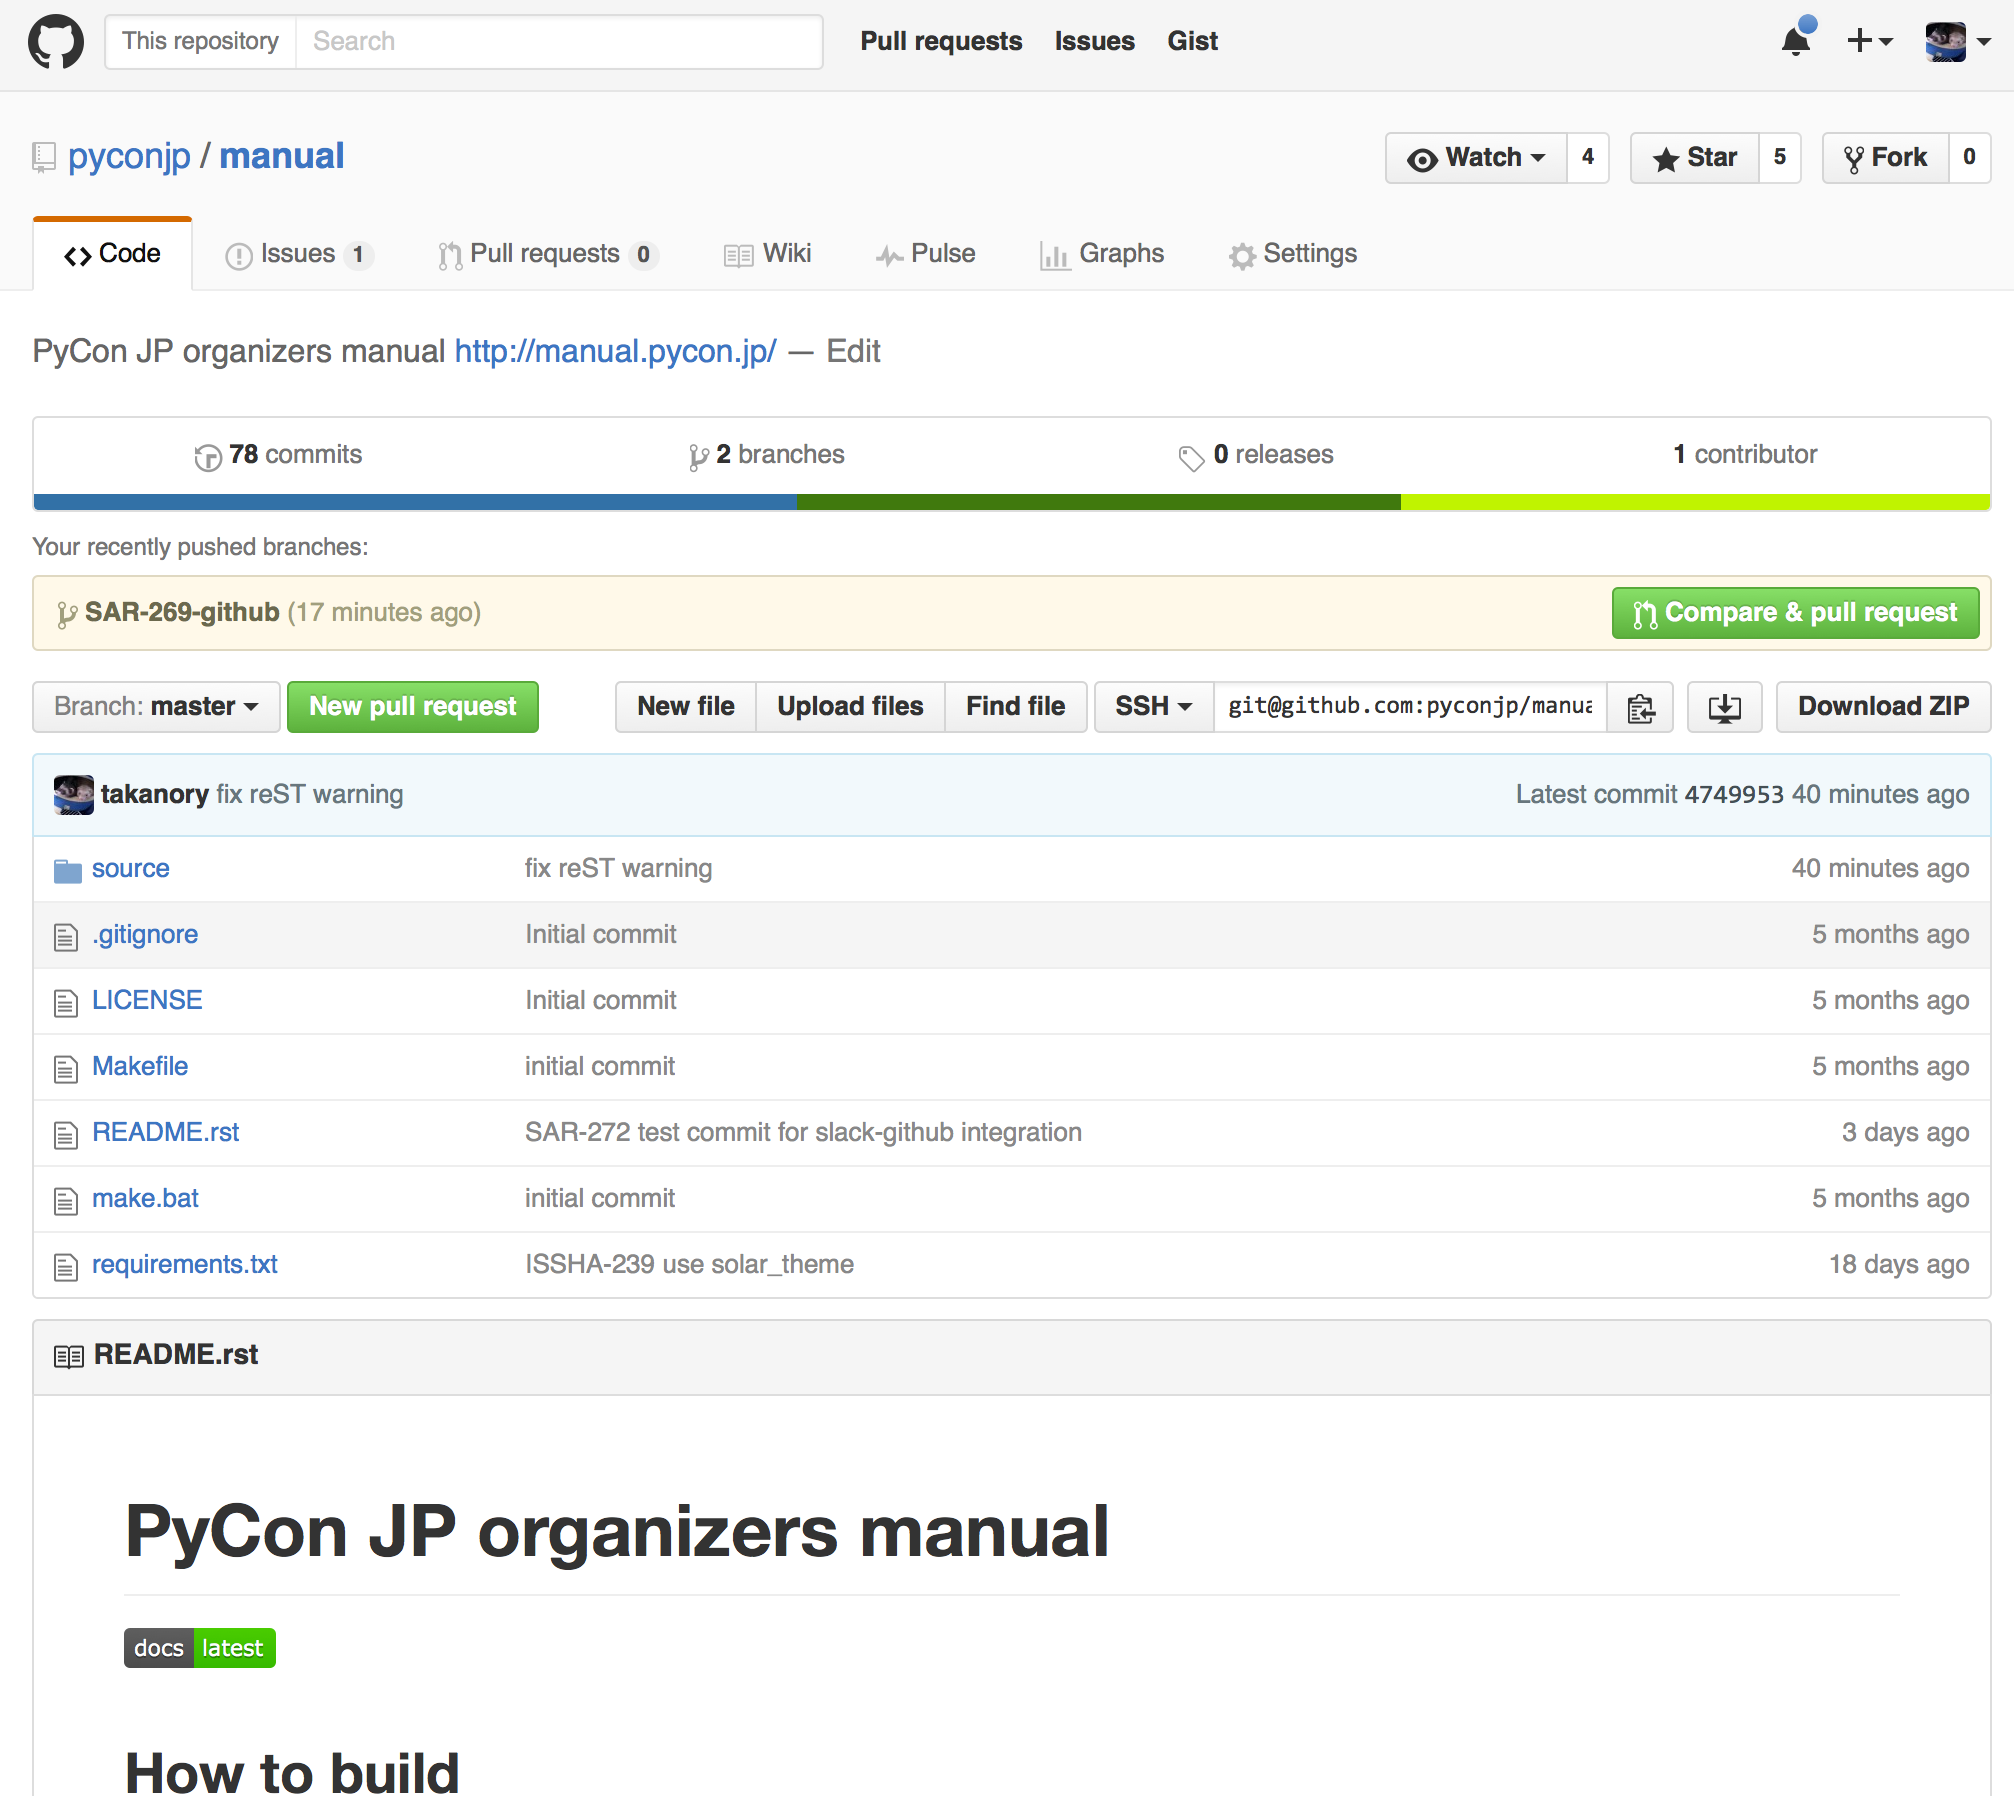 This repository Search Pull requests Issues Gist
pyconjp / manual Watch 4 Star 5 Fork 0
Code Issues 1 Pull requests 0 Wiki Pulse Graphs Settings
PyCon JP organizers manual http://manual.pycon.jp/ — Edit
78 commits 2 branches 0 releases 1 contributor
Your recently pushed branches:
SAR-269-github (17 minutes ago) Compare & pull request
Branch: master New pull request New file Upload files Find file SSH git@github.com:pyconjp/manua Download ZIP
takanory fix reST warning Latest commit 4749953 40 minutes ago
source fix reST warning 40 minutes ago
.gitignore Initial commit 5 months ago
LICENSE Initial commit 5 months ago
Makefile initial commit 5 months ago
README.rst SAR-272 test commit for slack-github integration 3 days ago
make.bat initial commit 5 months ago
requirements.txt ISSHA-239 use solar_theme 18 days ago
README.rst
PyCon JP organizers manual
docs latest
How to build